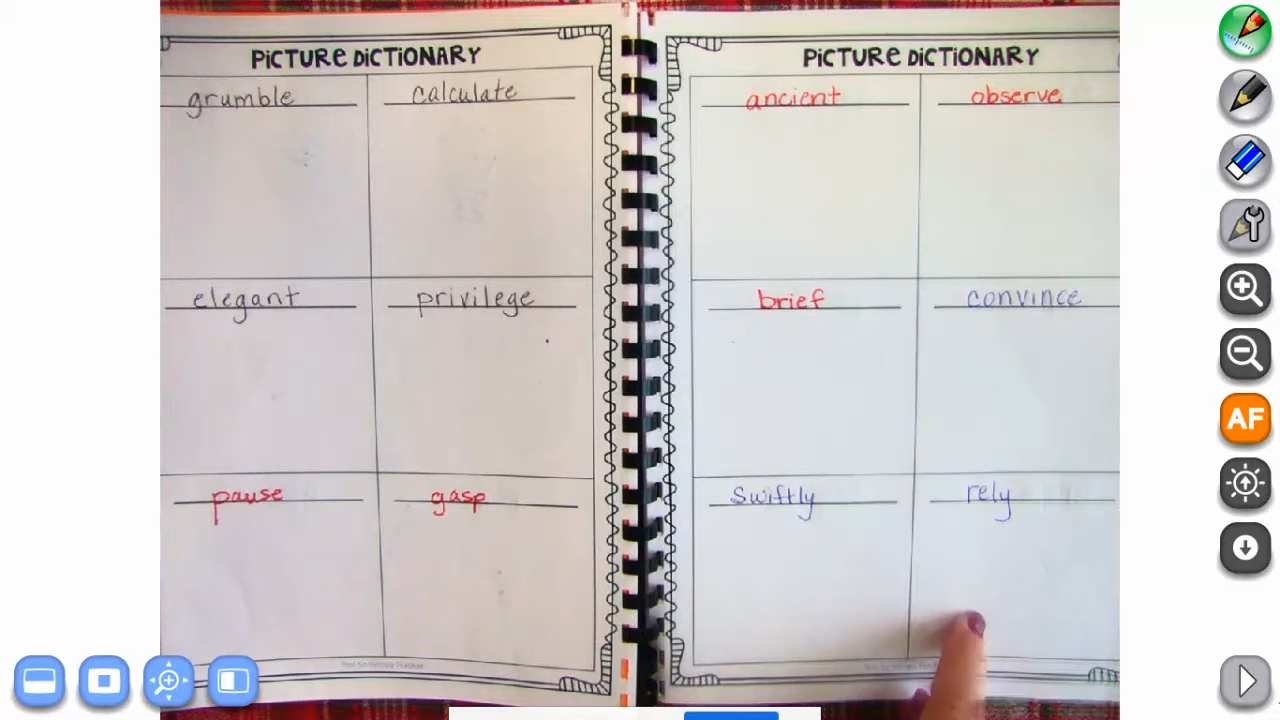 PICTURE DICTIONARY
grumble calculate
elegant privilege
pause gasp
PICTURE DICTIONARY
ancient observe
brief convince
swiftly rely
AF